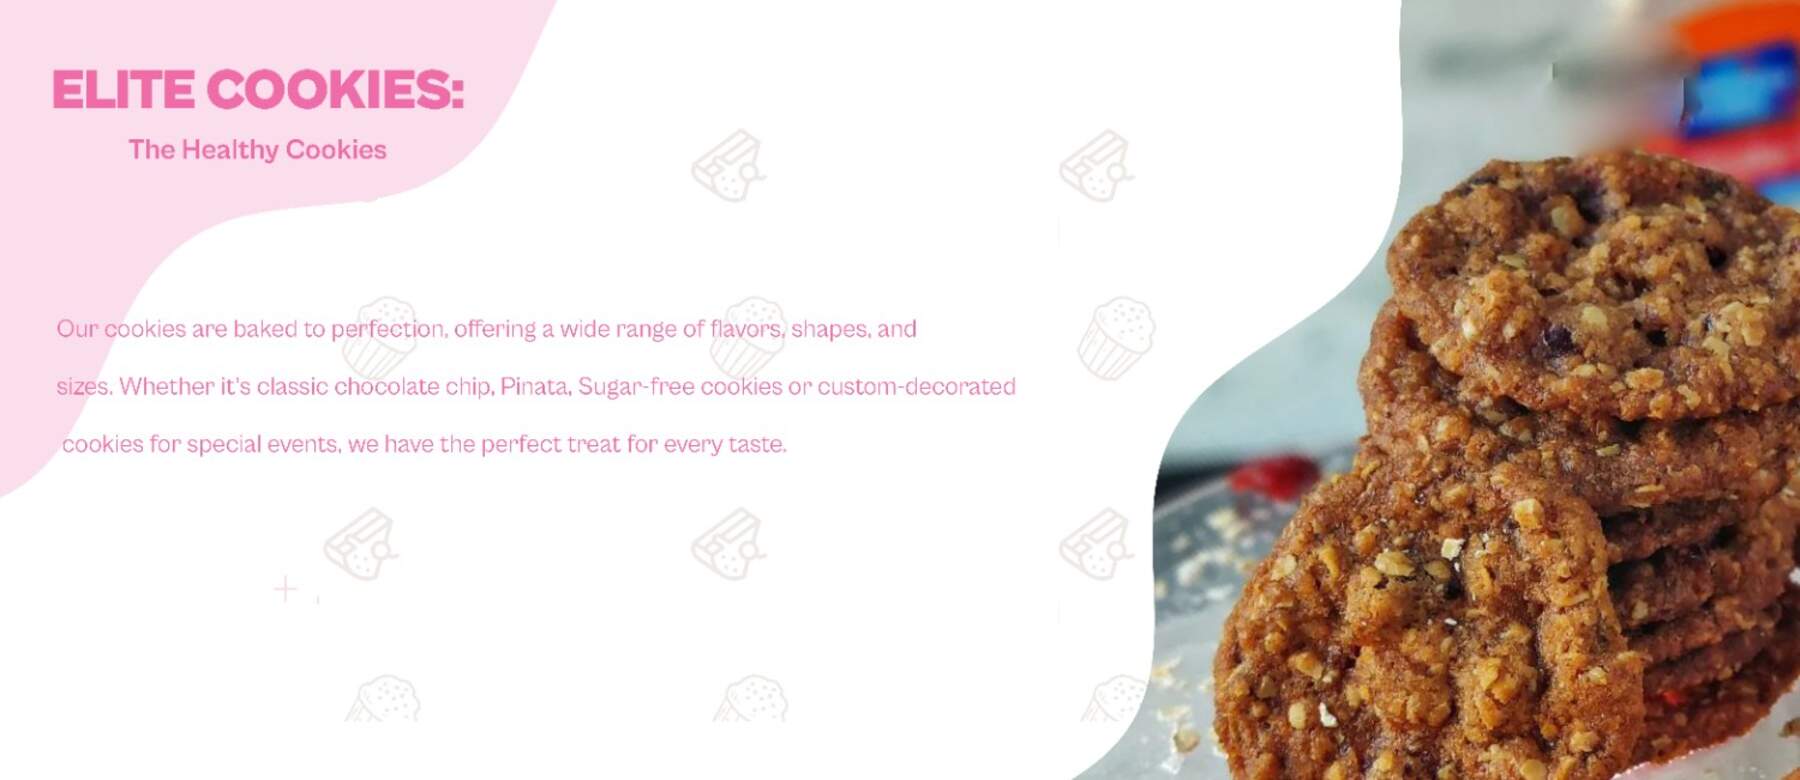 ELITE COOKIES:
The Healthy Cookies
Our cookies are baked to perfection, offering a wide range of flavors, shapes, and
sizes. Whether it's classic chocolate chip, Pinata, Sugar-free cookies or custom-decorated
cookies for special events, we have the perfect treat for every taste.